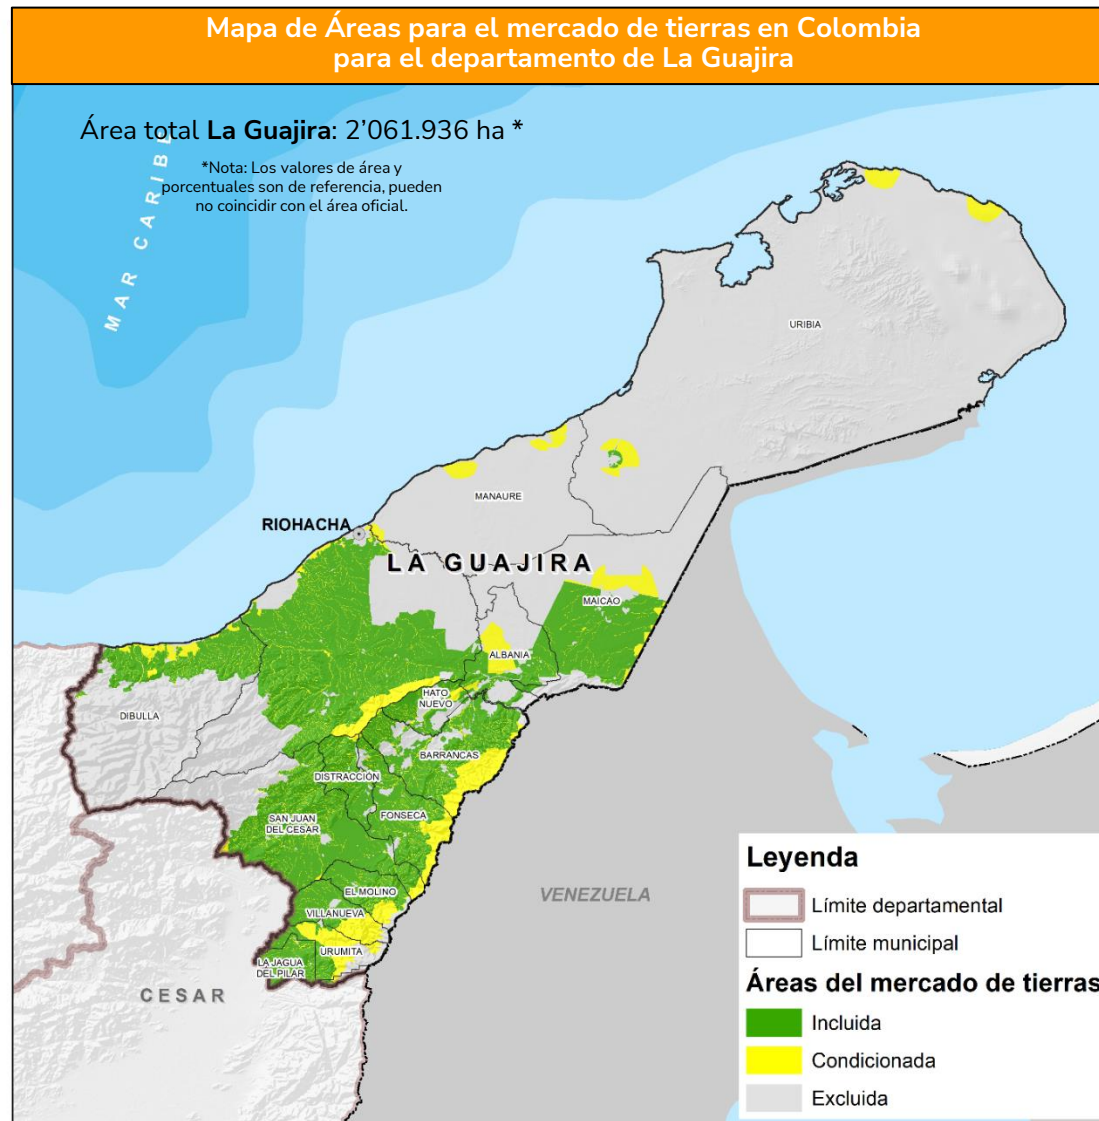 Mapa de Áreas para el mercado de tierras en Colombia
para el departamento de La Guajira
Área total La Guajira: 2’061.936 ha *
*Nota: Los valores de área y
porcentuales son de referencia, pueden
no coincidir con el área oficial.
MAR CARIBE
URIBIA
MANAURE
RIOHACHA
LA GUAJIRA
MAICAO
ALBANIA
HATO
NUEVO
DIBULLA
BARRANCAS
DISTRACCIÓN
SAN JUAN
DEL CESAR
FONSECA
EL MOLINO
VILLANUEVA
URUMITA
LA JAGUA
DEL PILAR
CESAR
VENEZUELA
Leyenda
Límite departamental
Límite municipal
Áreas del mercado de tierras
Incluida
Condicionada
Excluida